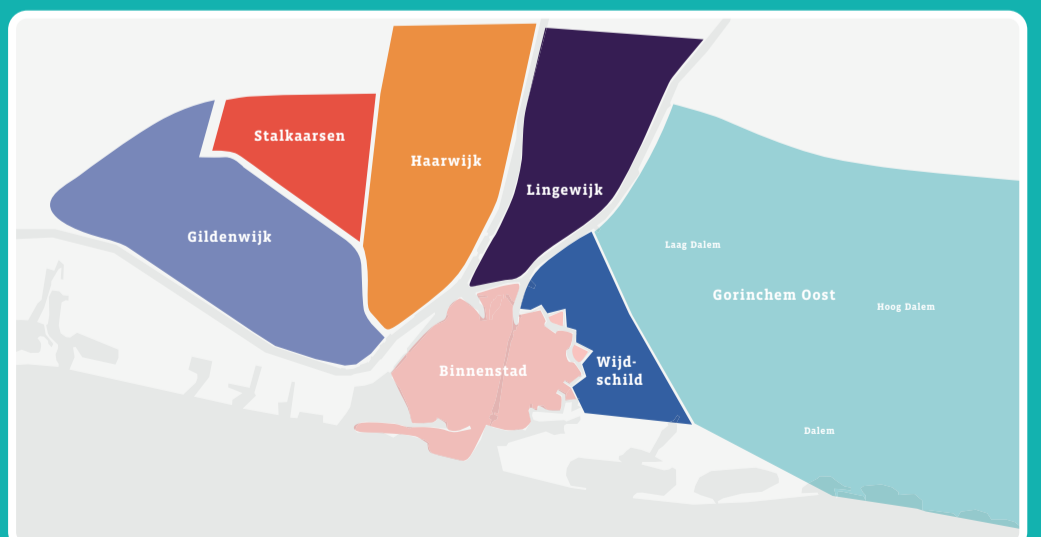 Stalkaarsen
Haarwijk
Lingewijk
Gildenwijk
Laag Dalem
Gorinchem Oost
Hoog Dalem
Binnenstad
Wijd-
schild
Dalem